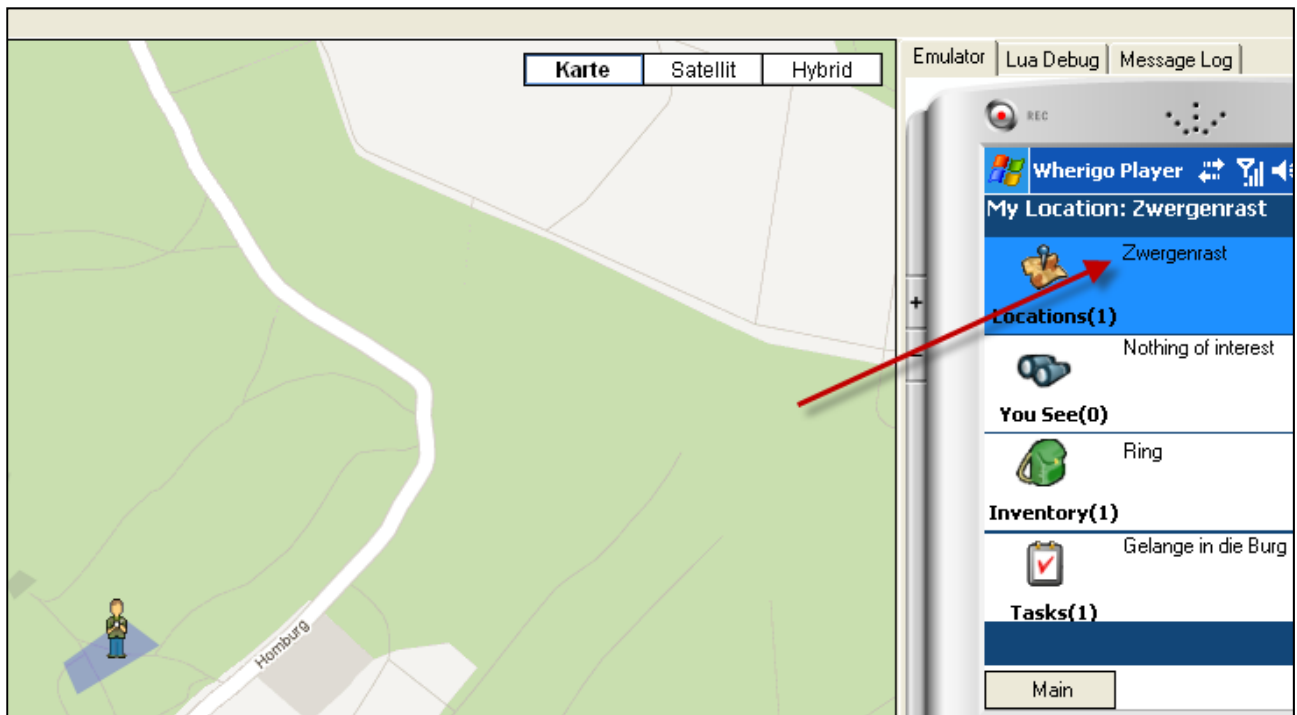 Karte
Satellit
Hybrid
Emulator
Lua Debug
Message Log
REC
Wherigo Player
My Location: Zwergenrast
Zwergenrast
Locations(1)
Nothing of interest
You See(0)
Ring
Inventory(1)
Gelange in die Burg
Tasks(1)
Main
Homburg
+